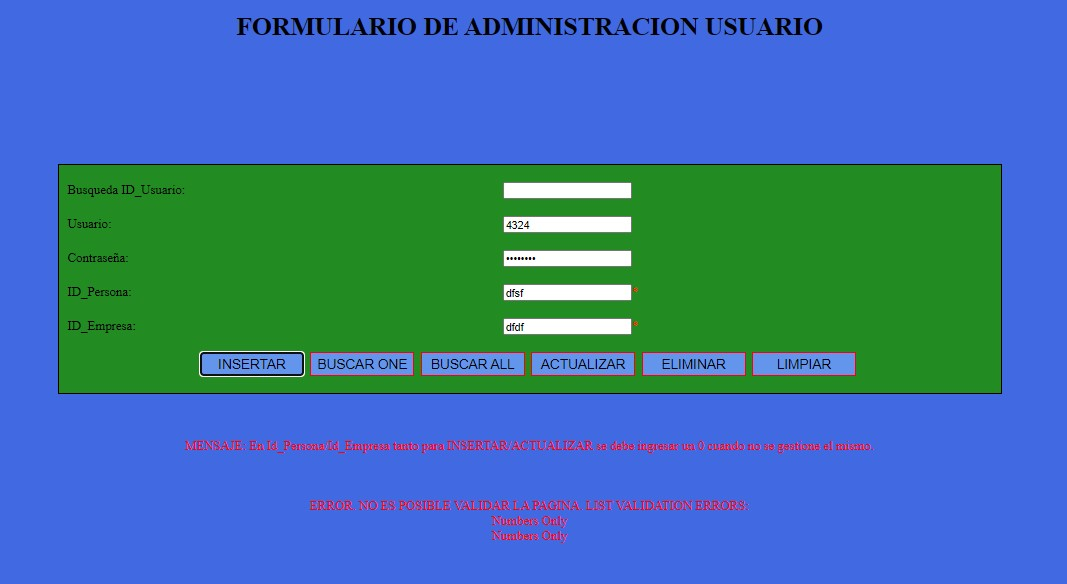 FORMULARIO DE ADMINISTRACION USUARIO
Busqueda ID_Usuario:
Usuario: 4324
Contraseña: ••••••••
ID_Persona: dfsf *
ID_Empresa: dfdf *
INSERTAR BUSCAR ONE BUSCAR ALL ACTUALIZAR ELIMINAR LIMPIAR
MENSAJE: En Id_Persona/Id_Empresa tanto para INSERTAR/ACTUALIZAR se debe ingresar un 0 cuando no se gestione el mismo.
ERROR: NO ES POSIBLE VALIDAR LA PAGINA. LIST VALIDATION ERRORS:
Numbers Only
Numbers Only